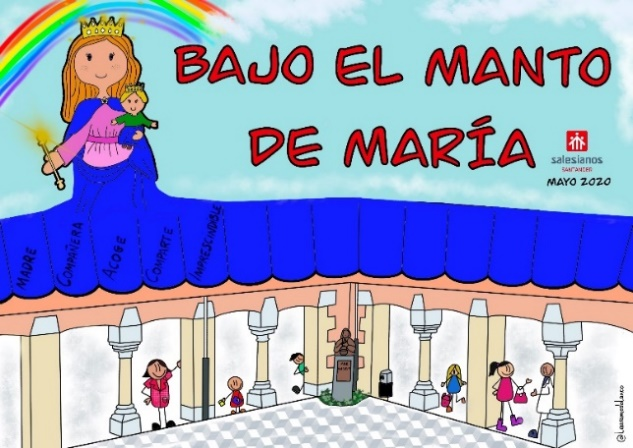 BAJO EL MANTO
DE MARÍA
salesianos
SANTANDER
MAYO 2020
MADRE
COMPAÑERA
ACOGE
COMPARTE
IMPRESCINDIBLE